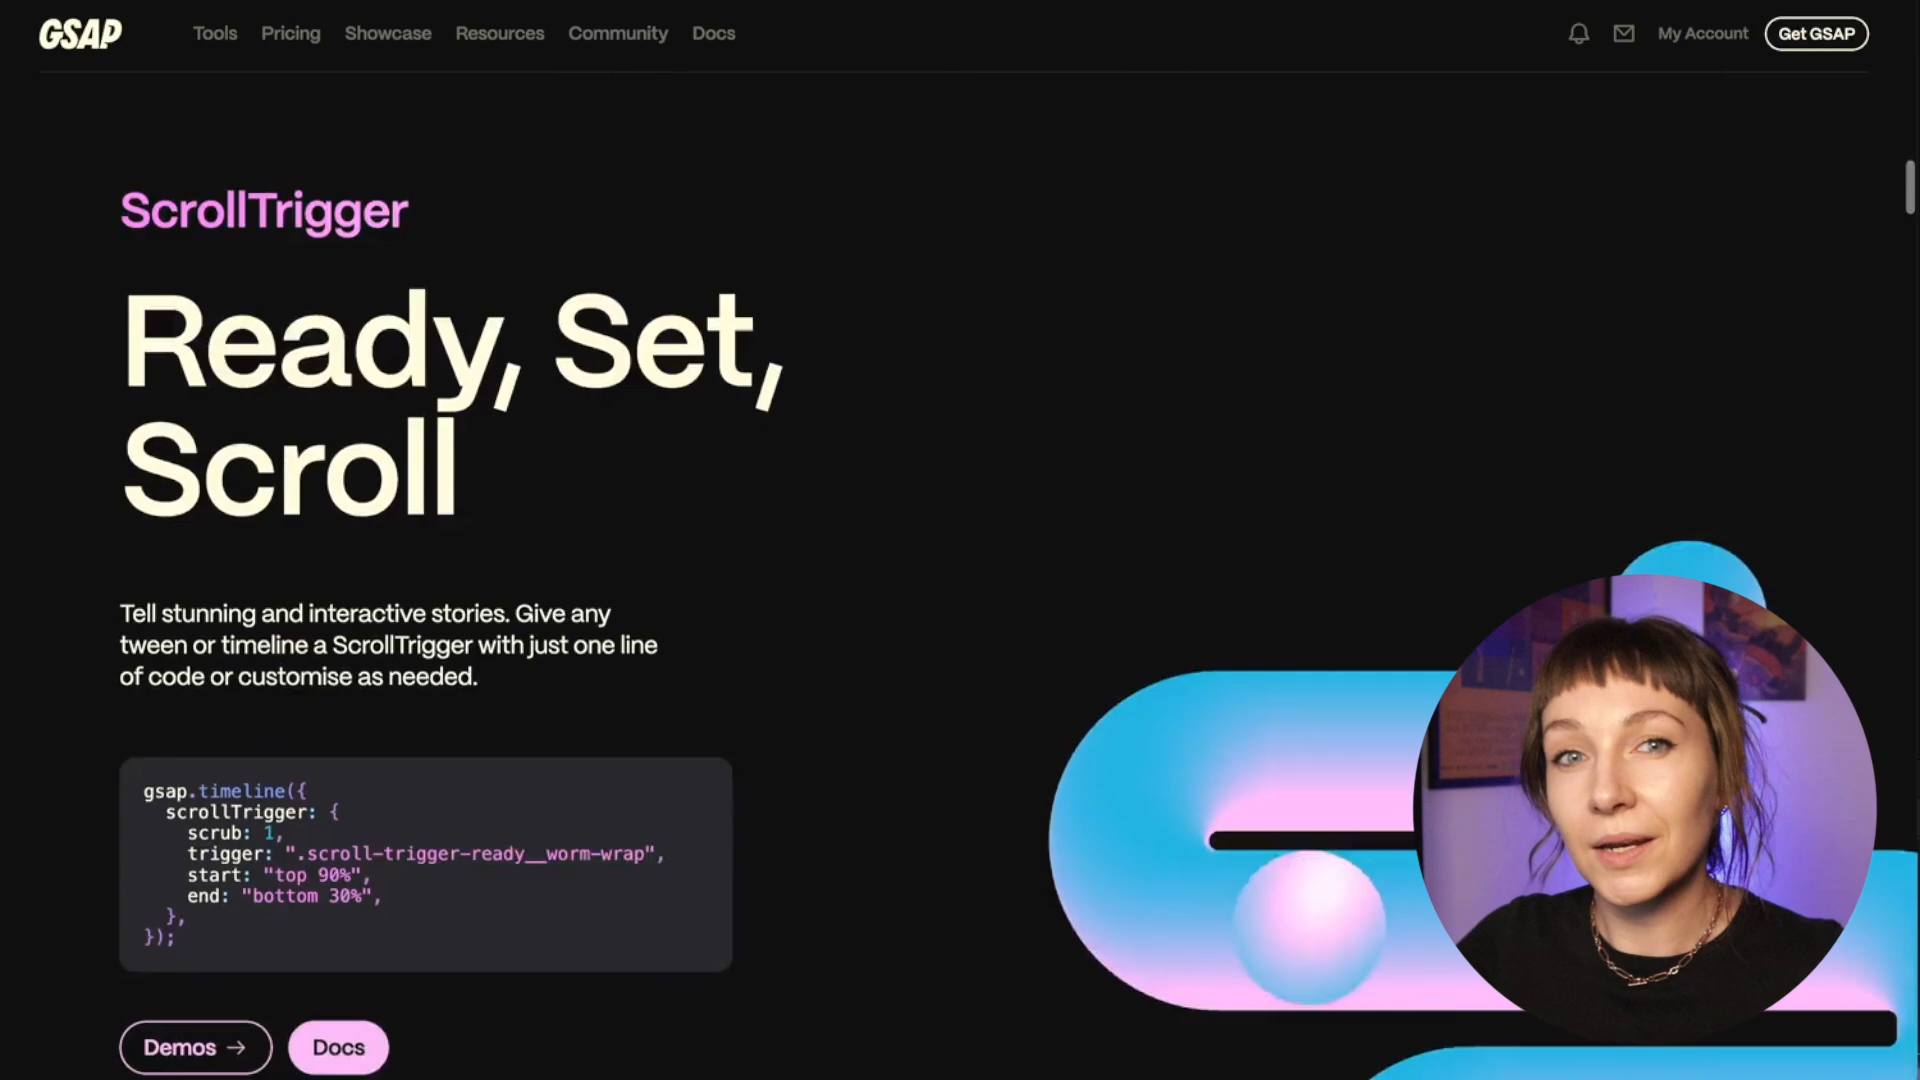 GSAP
Tools Pricing Showcase Resources Community Docs
My Account Get GSAP
ScrollTrigger
Ready, Set,
Scroll
Tell stunning and interactive stories. Give any
tween or timeline a ScrollTrigger with just one line
of code or customise as needed.
gsap.timeline({
  scrollTrigger: {
    scrub: 1,
    trigger: ".scroll-trigger-ready__worm-wrap",
    start: "top 90%",
    end: "bottom 30%",
  },
});
Demos →
Docs